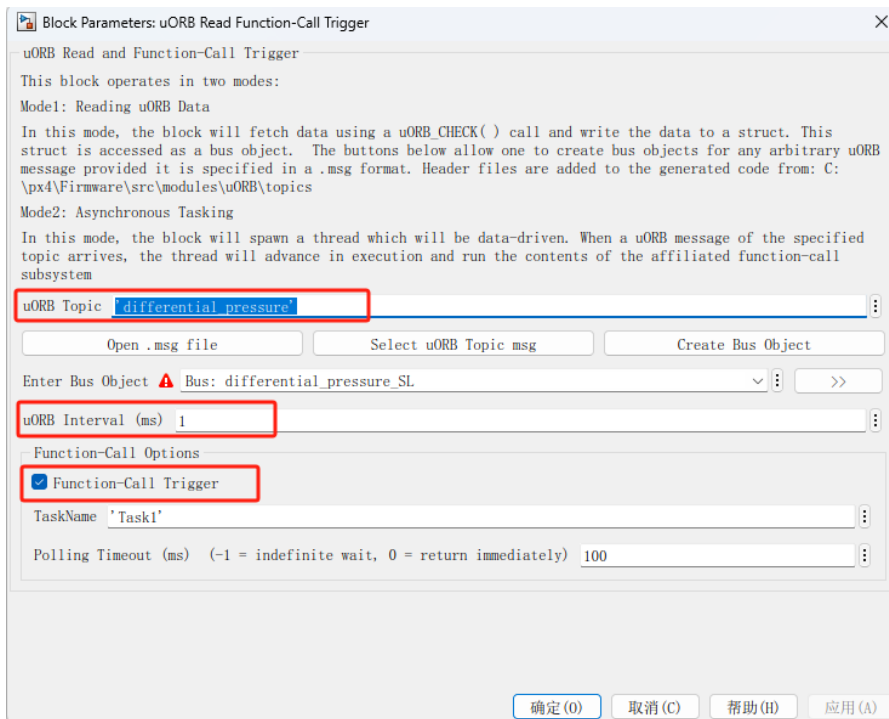 Block Parameters: uORB Read Function-Call Trigger
uORB Read and Function-Call Trigger
This block operates in two modes:
Mode1: Reading uORB Data
In this mode, the block will fetch data using a uORB_CHECK( ) call and write the data to a struct. This
struct is accessed as a bus object.  The buttons below allow one to create bus objects for any arbitrary uORB
message provided it is specified in a .msg format. Header files are added to the generated code from: C:
\px4\Firmware\src\modules\uORB\topics
Mode2: Asynchronous Tasking
In this mode, the block will spawn a thread which will be data-driven. When a uORB message of the specified
topic arrives, the thread will advance in execution and run the contents of the affiliated function-call
subsystem
uORB Topic 'differential_pressure'
Open .msg file Select uORB Topic msg Create Bus Object
Enter Bus Object Bus: differential_pressure_SL >>
uORB Interval (ms) 1
Function-Call Options
Function-Call Trigger
TaskName 'Task1'
Polling Timeout (ms)  (-1 = indefinite wait, 0 = return immediately) 100
确定(O) 取消(C) 帮助(H) 应用(A)